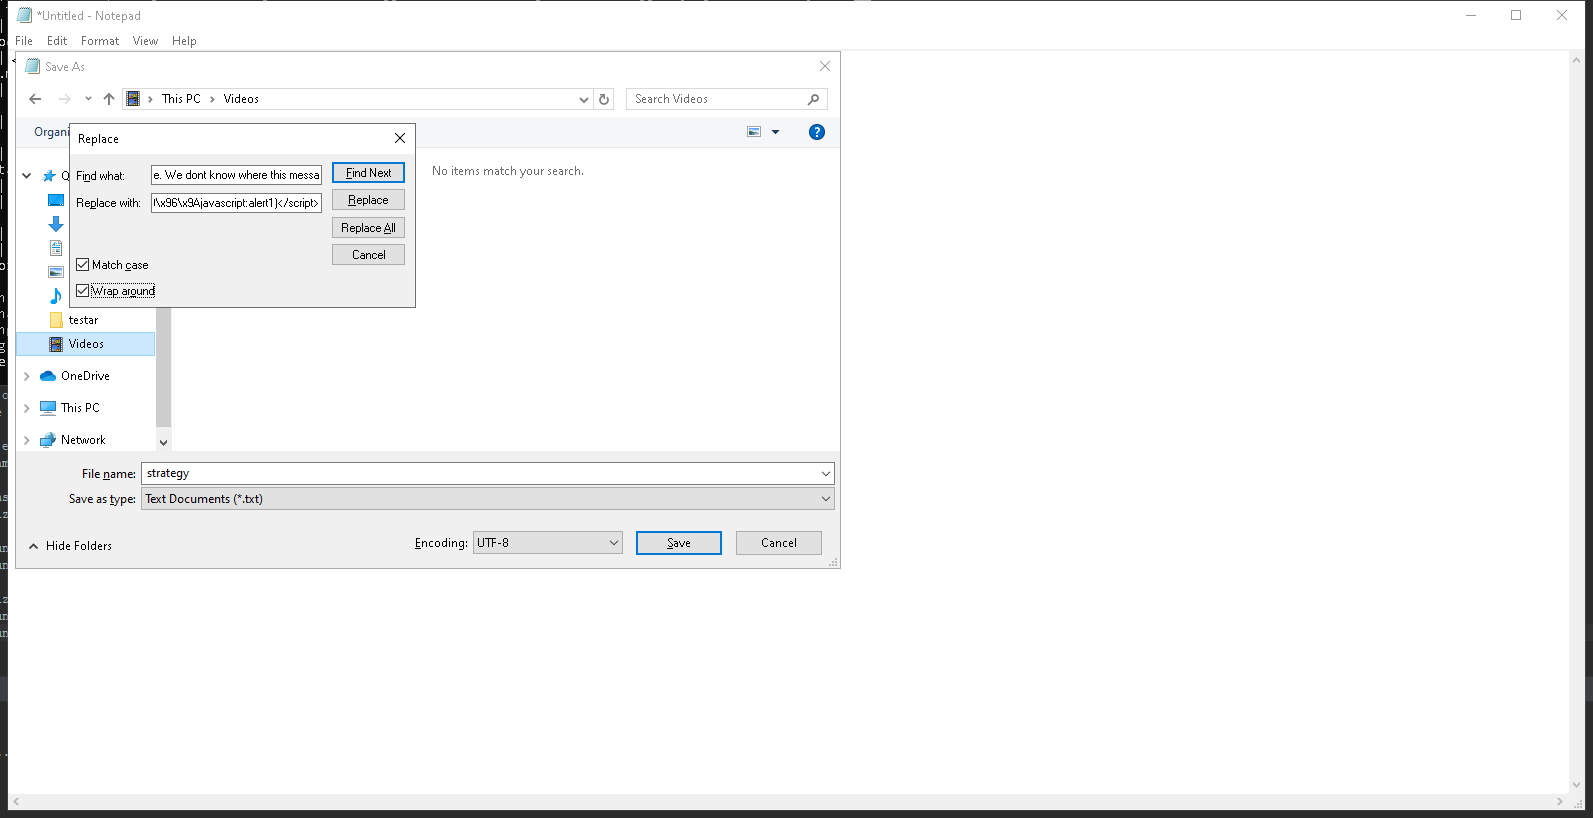 *Untitled - Notepad
File Edit Format View Help
Save As
This PC > Videos
Search Videos
Organi
Replace
Find what: e. We dont know where this messa
Find Next
Replace with: \x96\x9Ajavascript:alert1)</script>
Replace
Replace All
Cancel
Match case
Wrap around
No items match your search.
testar
Videos
OneDrive
This PC
Network
File name: strategy
Save as type: Text Documents (*.txt)
Hide Folders
Encoding: UTF-8
Save
Cancel